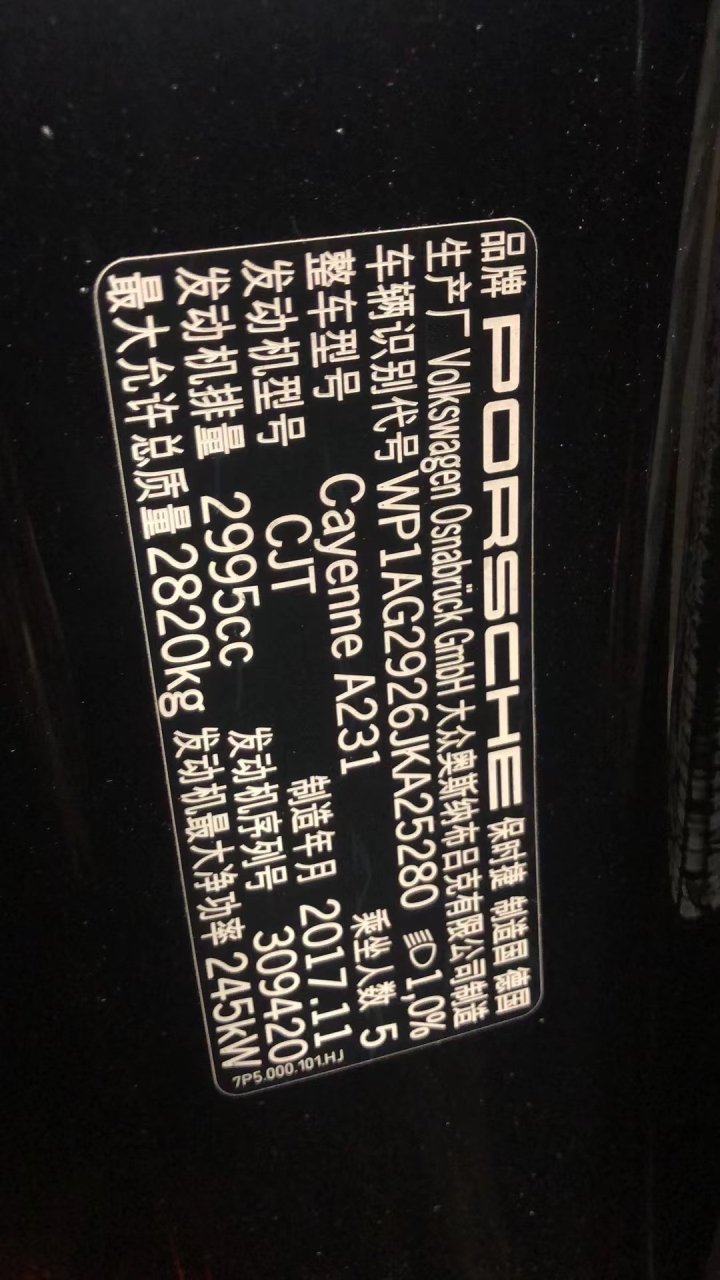 品牌 PORSCHE 保时捷 制造国 德国
生产厂 Volkswagen Osnabrück GmbH 大众奥斯纳布吕克有限公司制造
车辆识别代号 WP1AG2926JKA25280 1,0%
整车型号 Cayenne A231 乘坐人数 5
发动机型号 CJT 制造年月 2017.11
发动机排量 2995cc 发动机序列号 309420
最大允许总质量 2820kg 发动机最大净功率 245kW
7P5.000.101.HJ